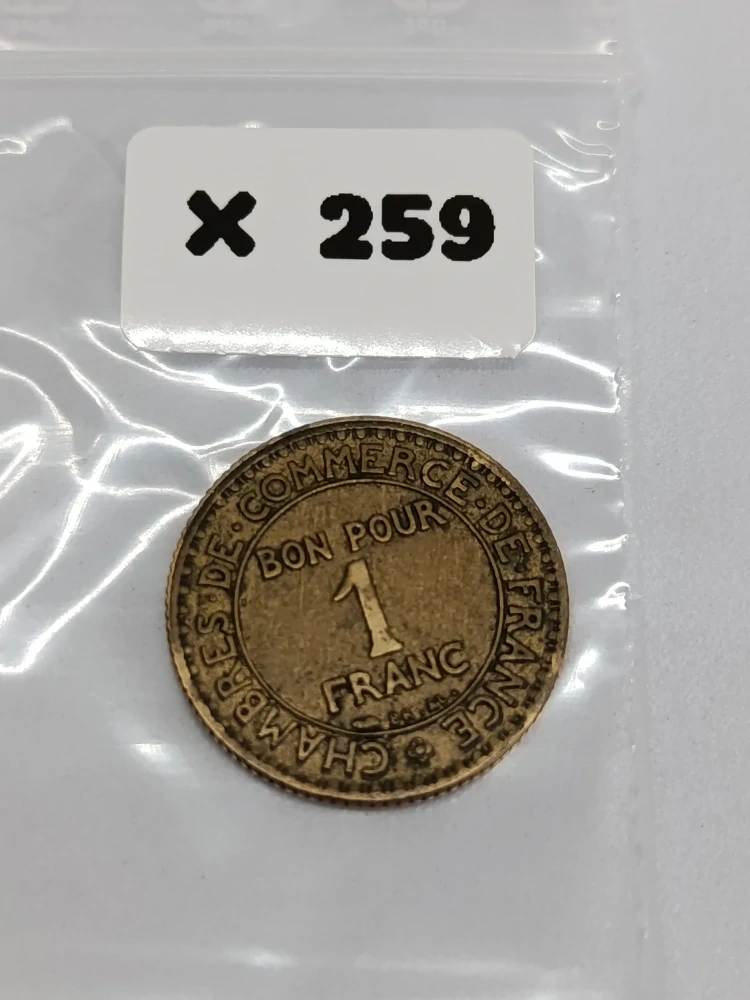 × 259
CHAMBRES · DE · COMMERCE · DE FRANCE
BON POUR
1
FRANC